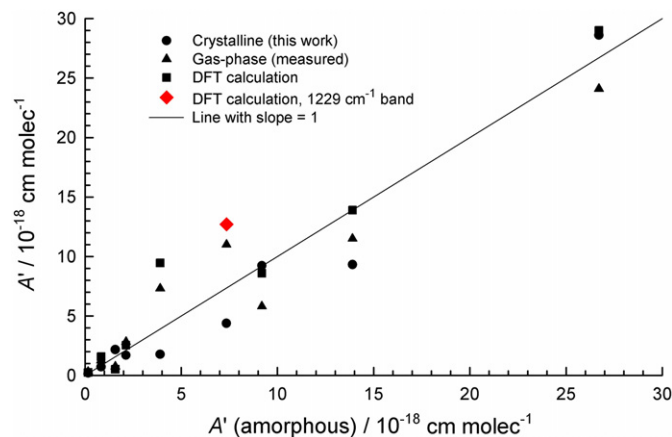 30
25
20
15
10
5
0
A' / 10⁻¹⁸ cm molec⁻¹
Crystalline (this work)
Gas-phase (measured)
DFT calculation
DFT calculation, 1229 cm⁻¹ band
Line with slope = 1
0 5 10 15 20 25 30
A' (amorphous) / 10⁻¹⁸ cm molec⁻¹